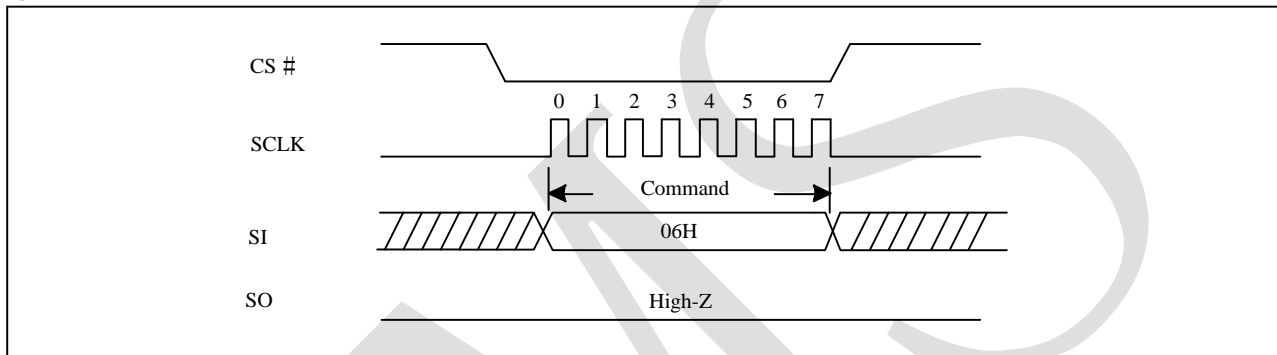 CS #
0 1 2 3 4 5 6 7
SCLK
Command
SI
06H
SO
High-Z